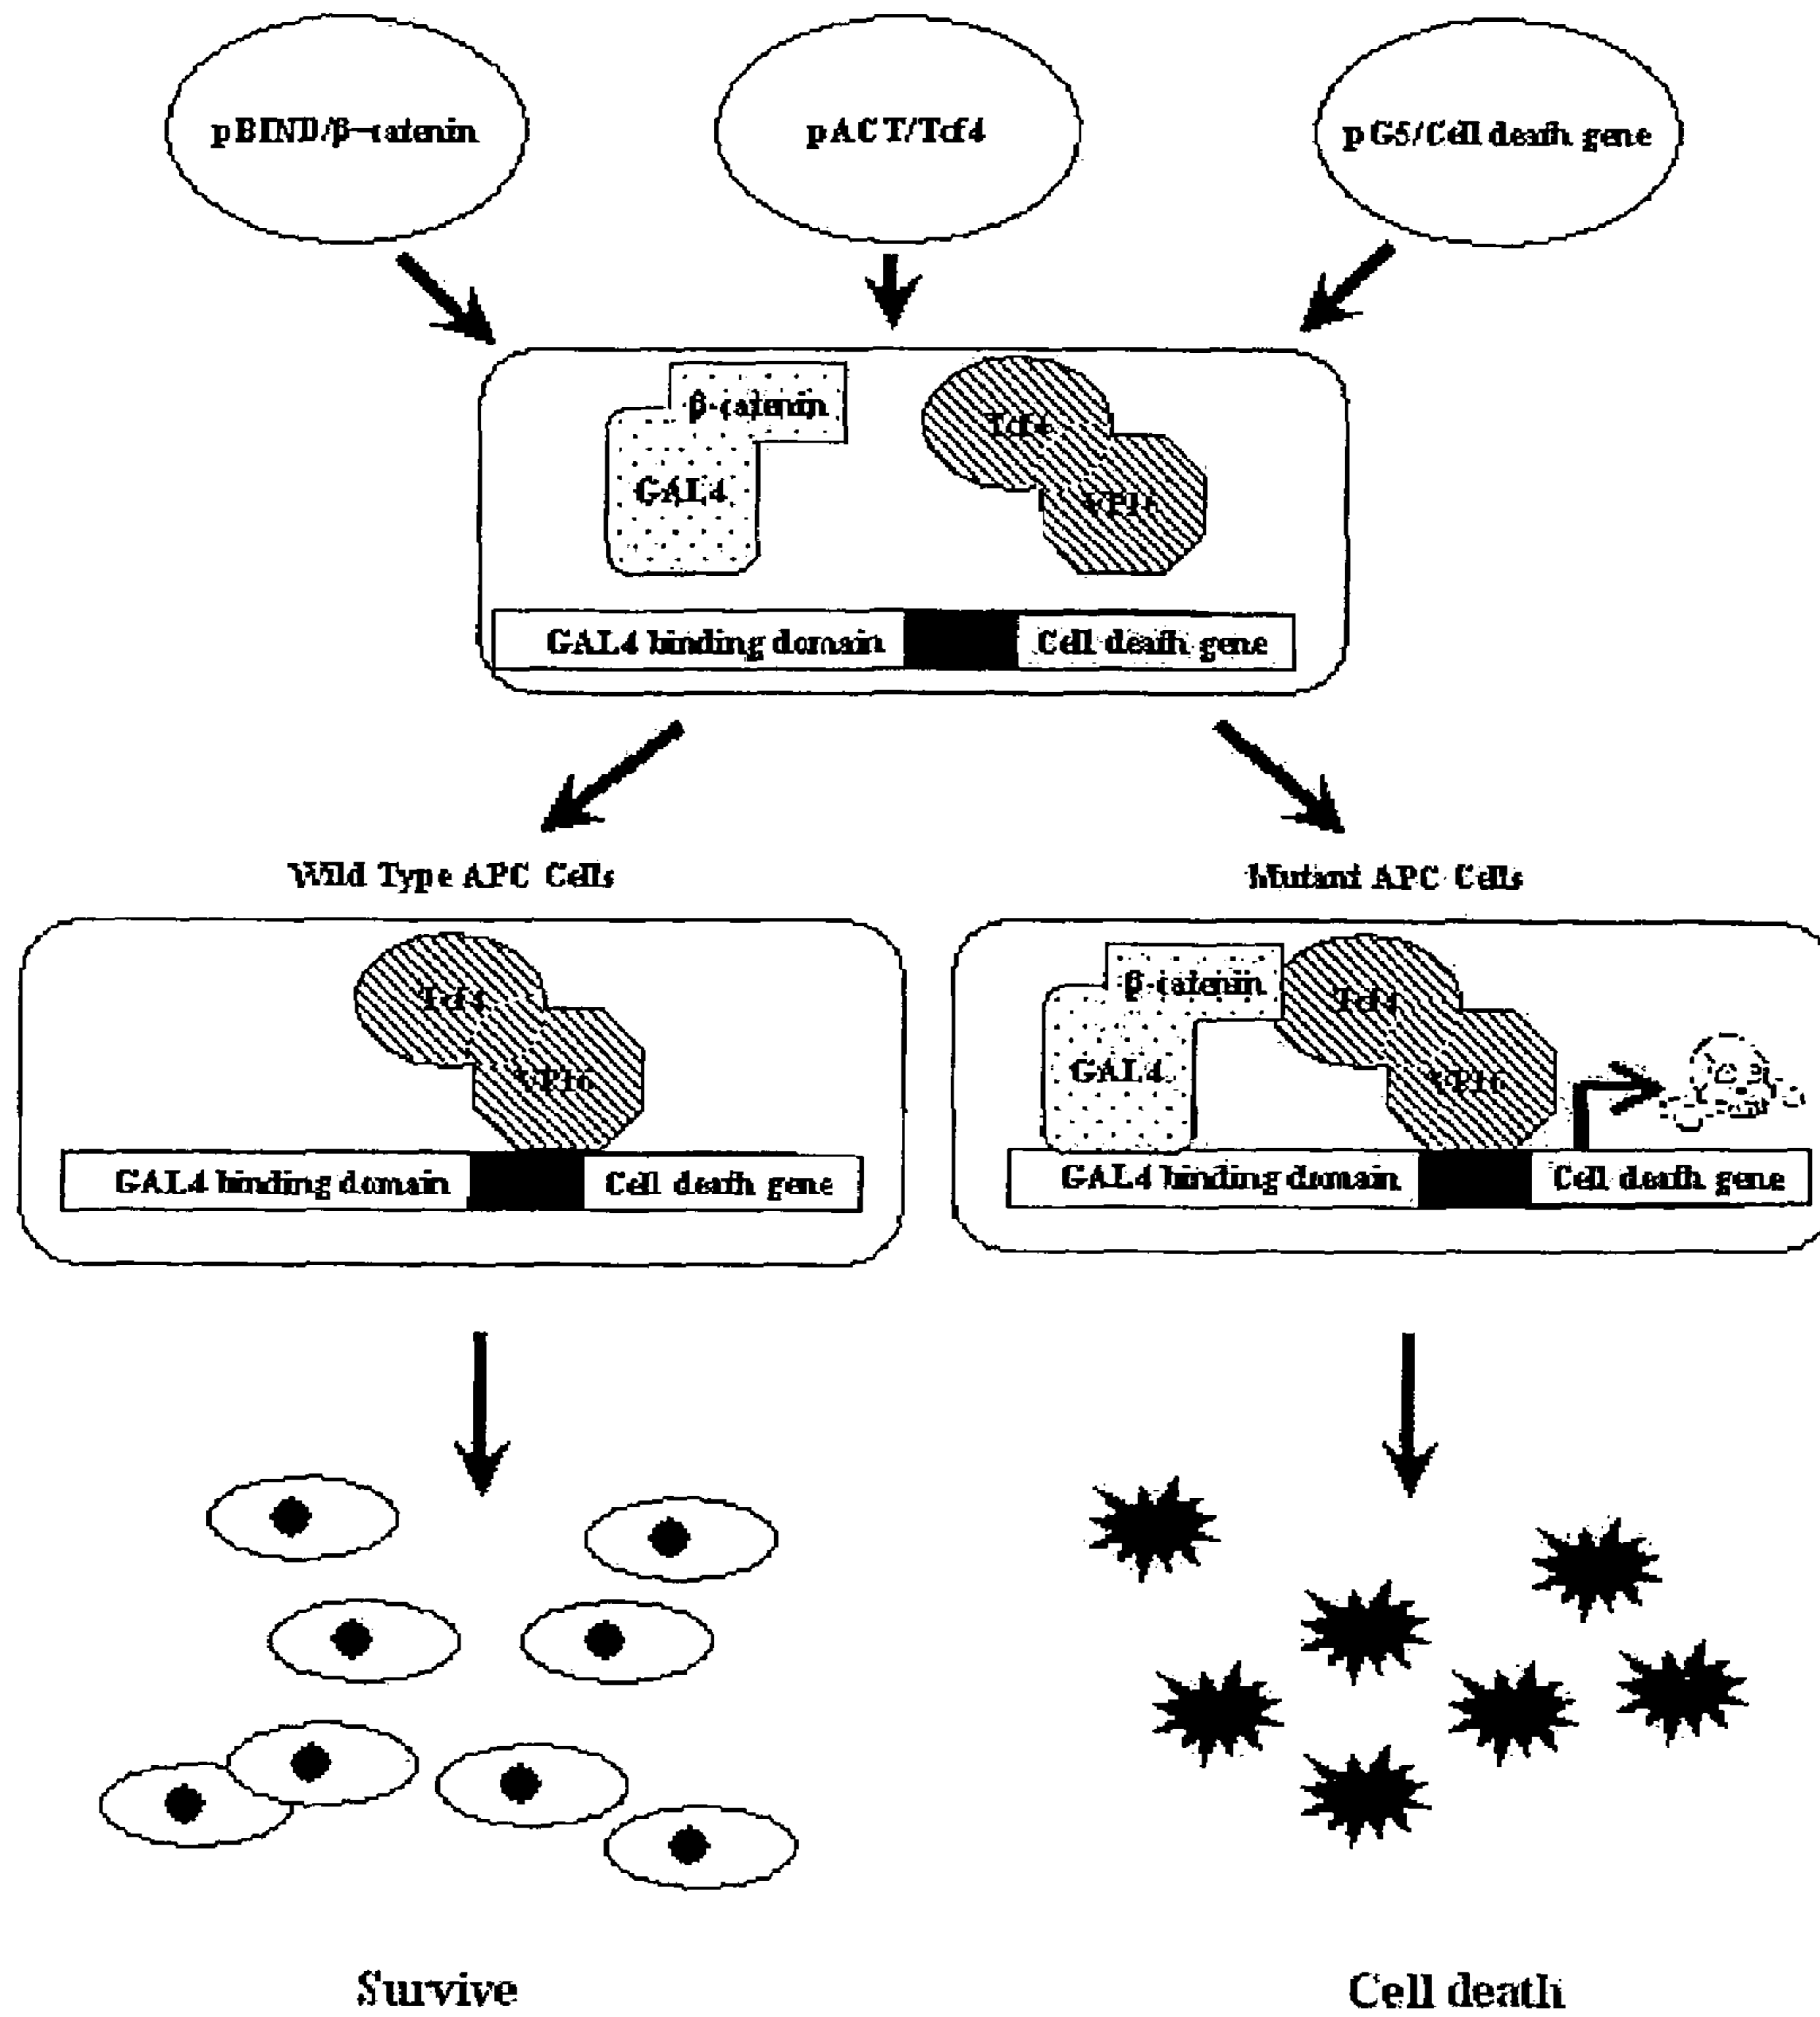 pBIND/β-catenin
pACT/Tcf4
pG5/Cell death gene
β-catenin
Tcf4
GAL4
VP16
GAL4 binding domain
Cell death gene
Wild Type APC Cells
Mutant APC Cells
Tcf4
VP16
GAL4 binding domain
Cell death gene
β-catenin
Tcf4
GAL4
VP16
GAL4 binding domain
Cell death gene
Survive
Cell death